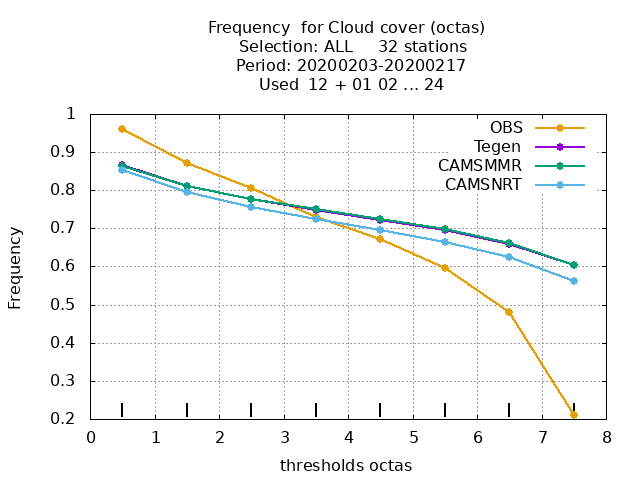 Frequency  for Cloud cover (octas)
Selection: ALL     32 stations
Period: 20200203-20200217
Used  12 + 01 02 ... 24
OBS
Tegen
CAMSMMR
CAMSNRT
1
0.9
0.8
0.7
0.6
0.5
0.4
0.3
0.2
Frequency
0 1 2 3 4 5 6 7 8
thresholds octas